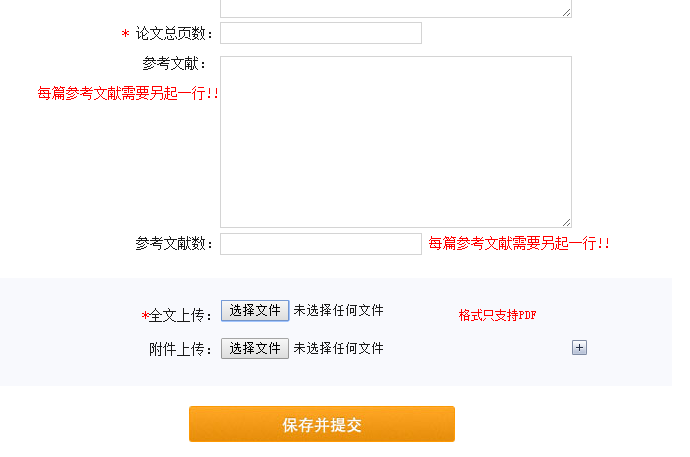 * 论文总页数:
参考文献:
每篇参考文献需要另起一行!!
参考文献数: 每篇参考文献需要另起一行!!
*全文上传: 选择文件 未选择任何文件 格式只支持PDF
附件上传: 选择文件 未选择任何文件 +
保存并提交